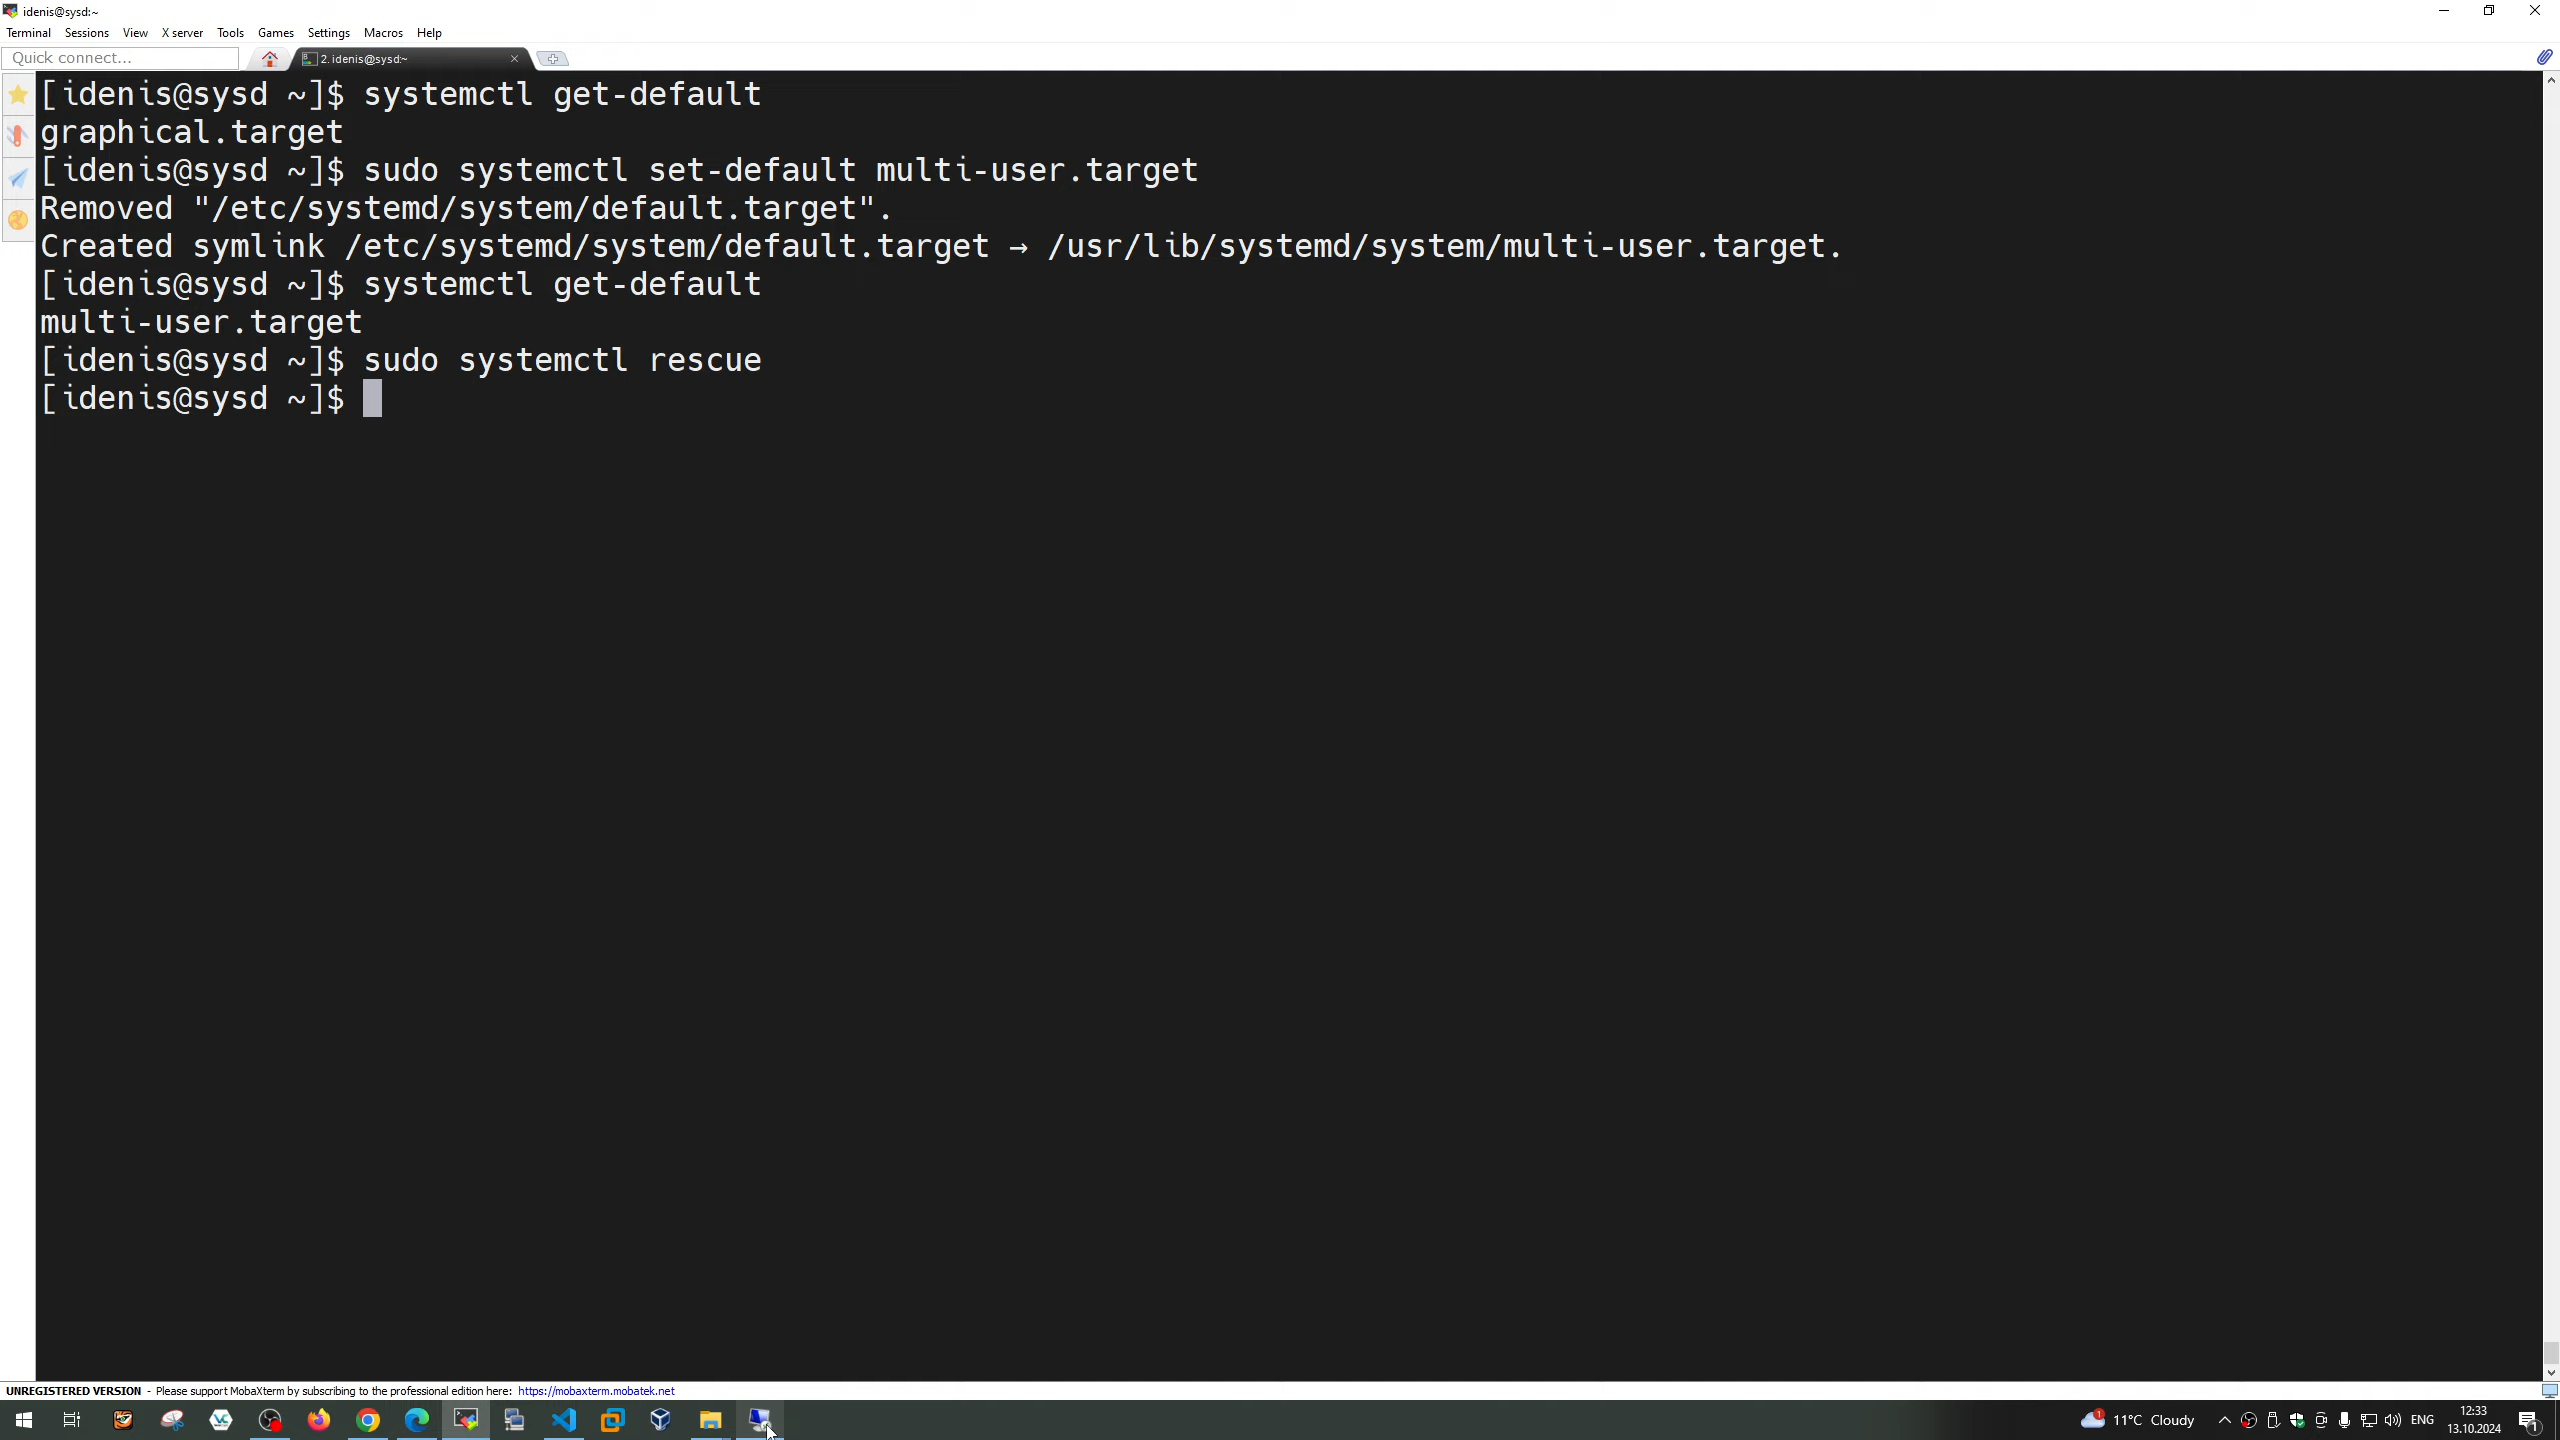 idenis@sysd:~
Terminal Sessions View X server Tools Games Settings Macros Help
Quick connect...
2. idenis@sysd:~
[idenis@sysd ~]$ systemctl get-default
graphical.target
[idenis@sysd ~]$ sudo systemctl set-default multi-user.target
Removed "/etc/systemd/system/default.target".
Created symlink /etc/systemd/system/default.target → /usr/lib/systemd/system/multi-user.target.
[idenis@sysd ~]$ systemctl get-default
multi-user.target
[idenis@sysd ~]$ sudo systemctl rescue
[idenis@sysd ~]$
UNREGISTERED VERSION - Please support MobaXterm by subscribing to the professional edition here: https://mobaxterm.mobatek.net
1 11°C Cloudy ENG 12:33 1
13.10.2024